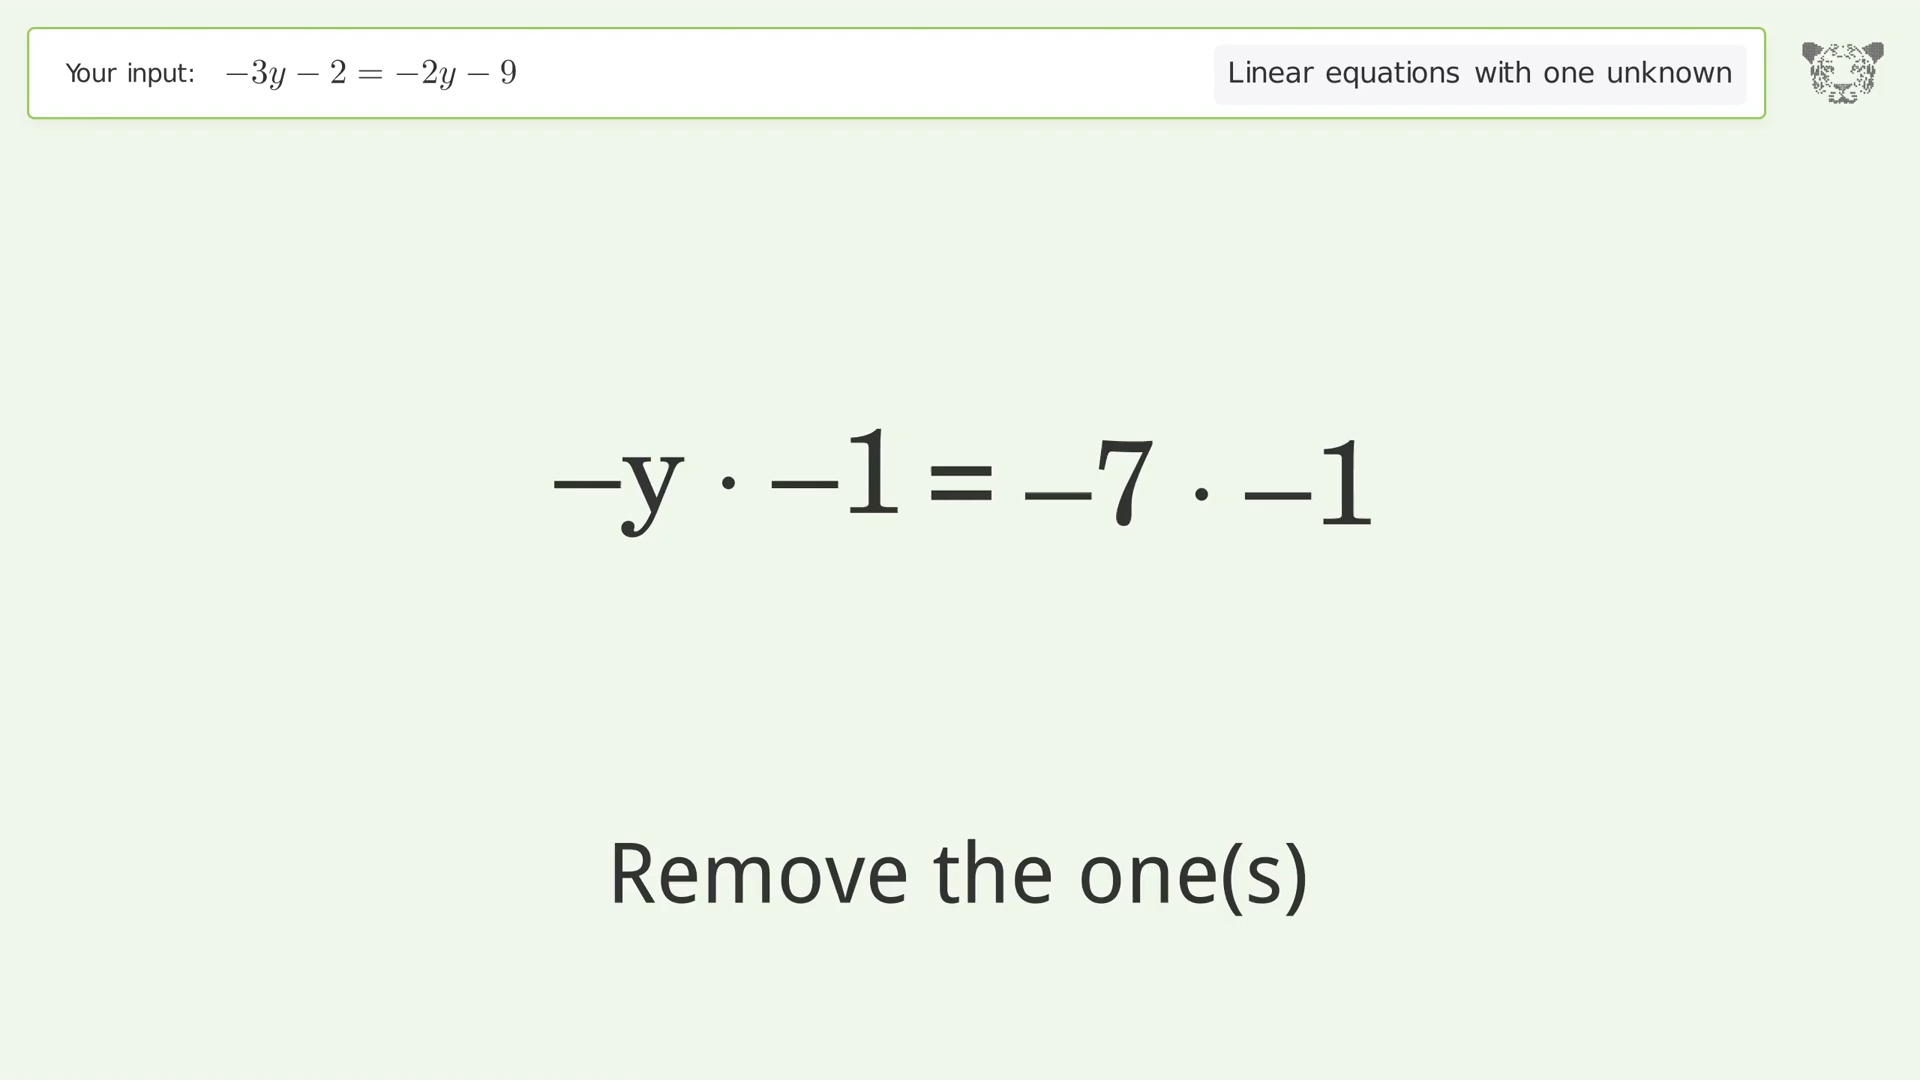 Your input: −3y − 2 = −2y − 9
Linear equations with one unknown
−y · −1 = −7 · −1
Remove the one(s)